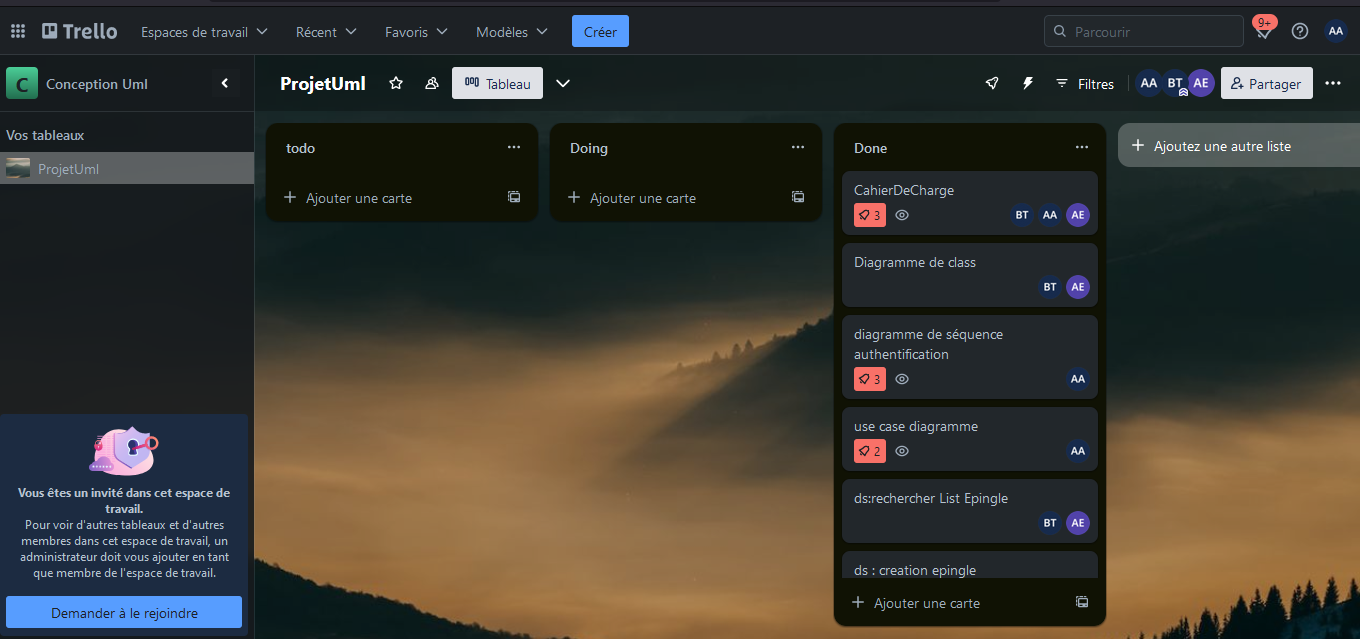 Trello
Espaces de travail
Récent
Favoris
Modèles
Créer
Parcourir
9+
AA
C
Conception Uml
ProjetUml
Tableau
Filtres
AA
BT
AE
Partager
Vos tableaux
ProjetUml
todo
Ajouter une carte
Doing
Ajouter une carte
Done
CahierDeCharge
3
BT
AA
AE
Diagramme de class
BT
AE
diagramme de séquence
authentification
3
AA
use case diagramme
2
AA
ds:rechercher List Epingle
BT
AE
ds : creation epingle
Ajouter une carte
Ajoutez une autre liste
Vous êtes un invité dans cet espace de
travail.
Pour voir d'autres tableaux et d'autres
membres dans cet espace de travail, un
administrateur doit vous ajouter en tant
que membre de l'espace de travail.
Demander à le rejoindre